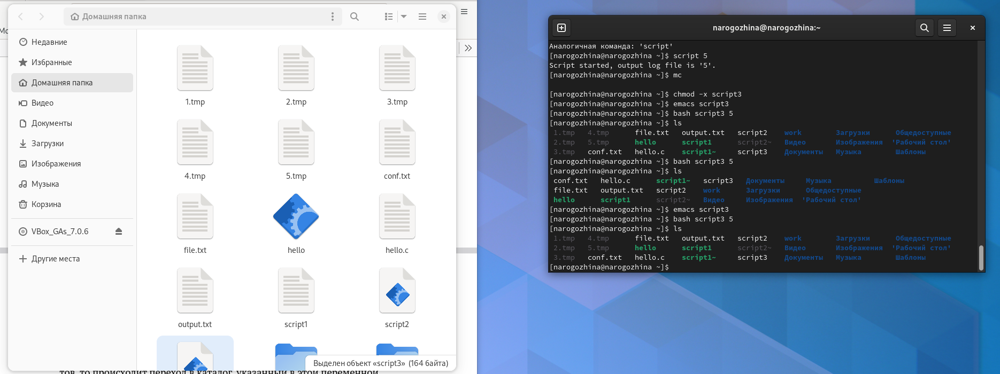 Домашняя папка
Мо
Недавние
Избранные
Домашняя папка
Видео
Документы
Загрузки
Изображения
Музыка
Корзина
VBox_GAs_7.0.6
Другие места
1.tmp 2.tmp 3.tmp
4.tmp 5.tmp conf.txt
file.txt hello hello.c
output.txt script1 script2
Выделен объект «script3» (164 байта)
тов, то происходит переход в каталог, указанный в этой переменной
narogozhina@narogozhina:~
Аналогичная команда: 'script'
[narogozhina@narogozhina ~]$ script 5
Script started, output log file is '5'.
[narogozhina@narogozhina ~]$ mc
[narogozhina@narogozhina ~]$ chmod -x script3
[narogozhina@narogozhina ~]$ emacs script3
[narogozhina@narogozhina ~]$ bash script3 5
[narogozhina@narogozhina ~]$ ls
1.tmp 4.tmp file.txt output.txt script2 work Загрузки Общедоступные
2.tmp 5.tmp hello script1 script2~ Видео Изображения 'Рабочий стол'
3.tmp conf.txt hello.c script1~ script3 Документы Музыка Шаблоны
[narogozhina@narogozhina ~]$ bash script3 5
[narogozhina@narogozhina ~]$ ls
conf.txt hello.c script1~ script3 Документы Музыка Шаблоны
file.txt output.txt script2 work Загрузки Общедоступные
hello script1 script2~ Видео Изображения 'Рабочий стол'
[narogozhina@narogozhina ~]$ emacs script3
[narogozhina@narogozhina ~]$ bash script3 5
[narogozhina@narogozhina ~]$ ls
1.tmp 4.tmp file.txt output.txt script2 work Загрузки Общедоступные
2.tmp 5.tmp hello script1 script2~ Видео Изображения 'Рабочий стол'
3.tmp conf.txt hello.c script1~ script3 Документы Музыка Шаблоны
[narogozhina@narogozhina ~]$